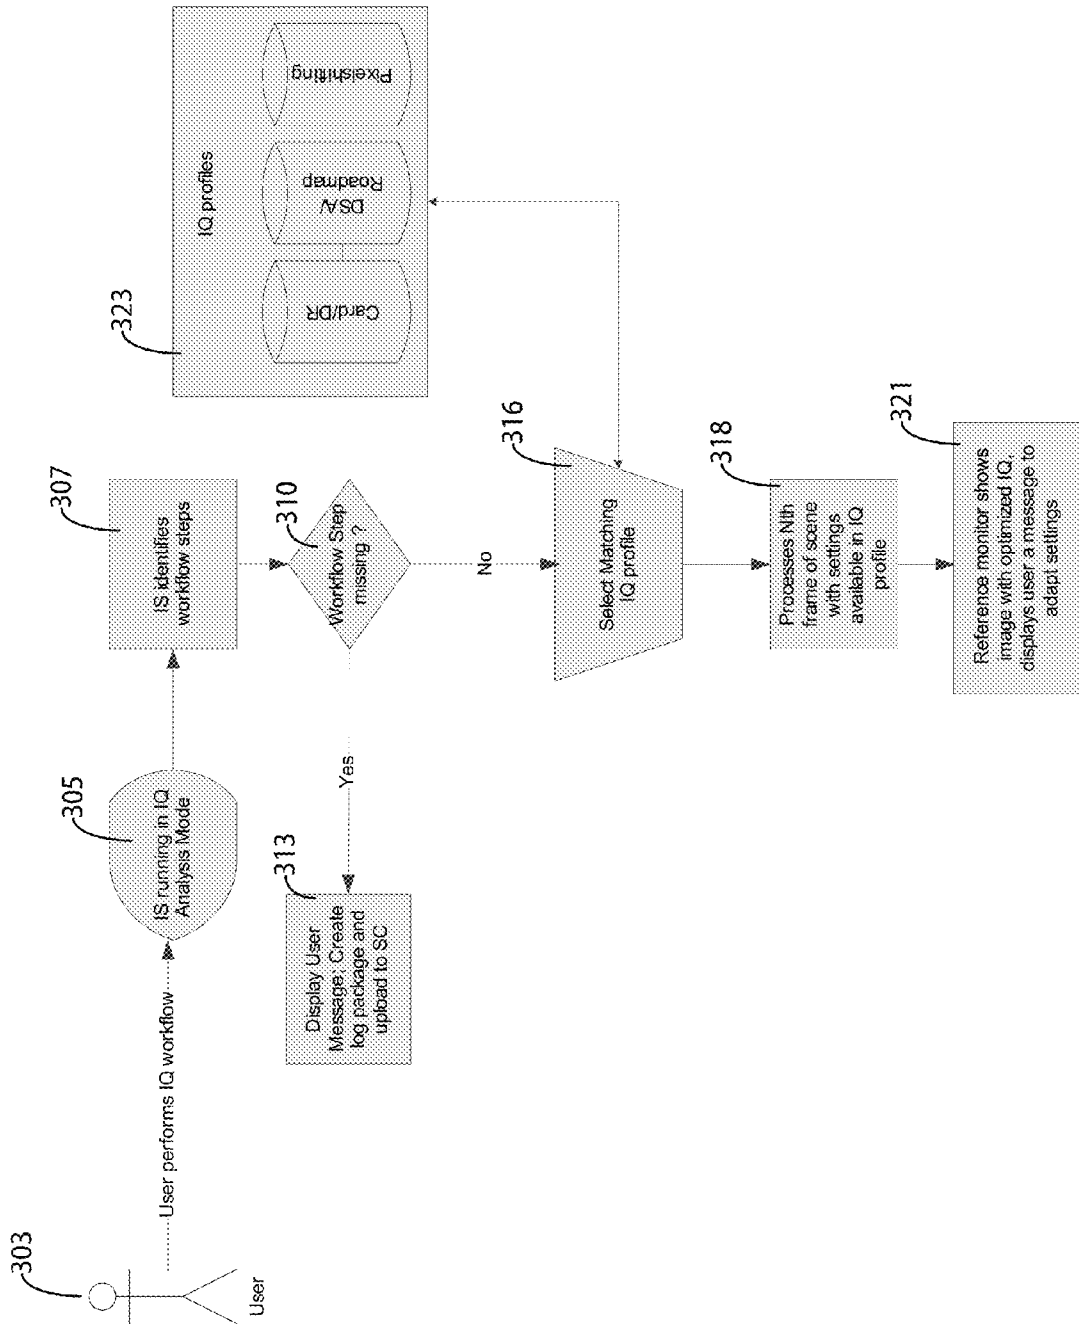 303
User
User performs IQ workflow
305
IS running in IQ
Analysis Mode
307
IS identifies
workflow steps
310
Workflow Step
missing ?
Yes
313
Display User
Message; Create
log package and
upload to SC
No
316
Select Matching
IQ profile
323
IQ profiles
Card/DR
DSA/
Roadmap
Pixelshifting
318
Processes Nth
frame of scene
with settings
available in IQ
profile
321
Reference monitor shows
image with optimized IQ,
displays user a message to
adapt settings